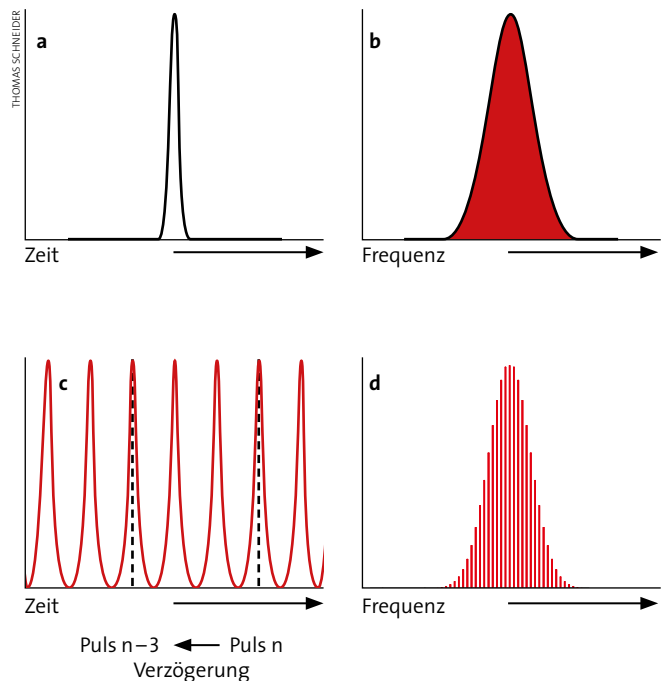 THOMAS SCHNEIDER
a
b
Zeit
Frequenz
c
d
Zeit
Frequenz
Puls n–3 Puls n
Verzögerung